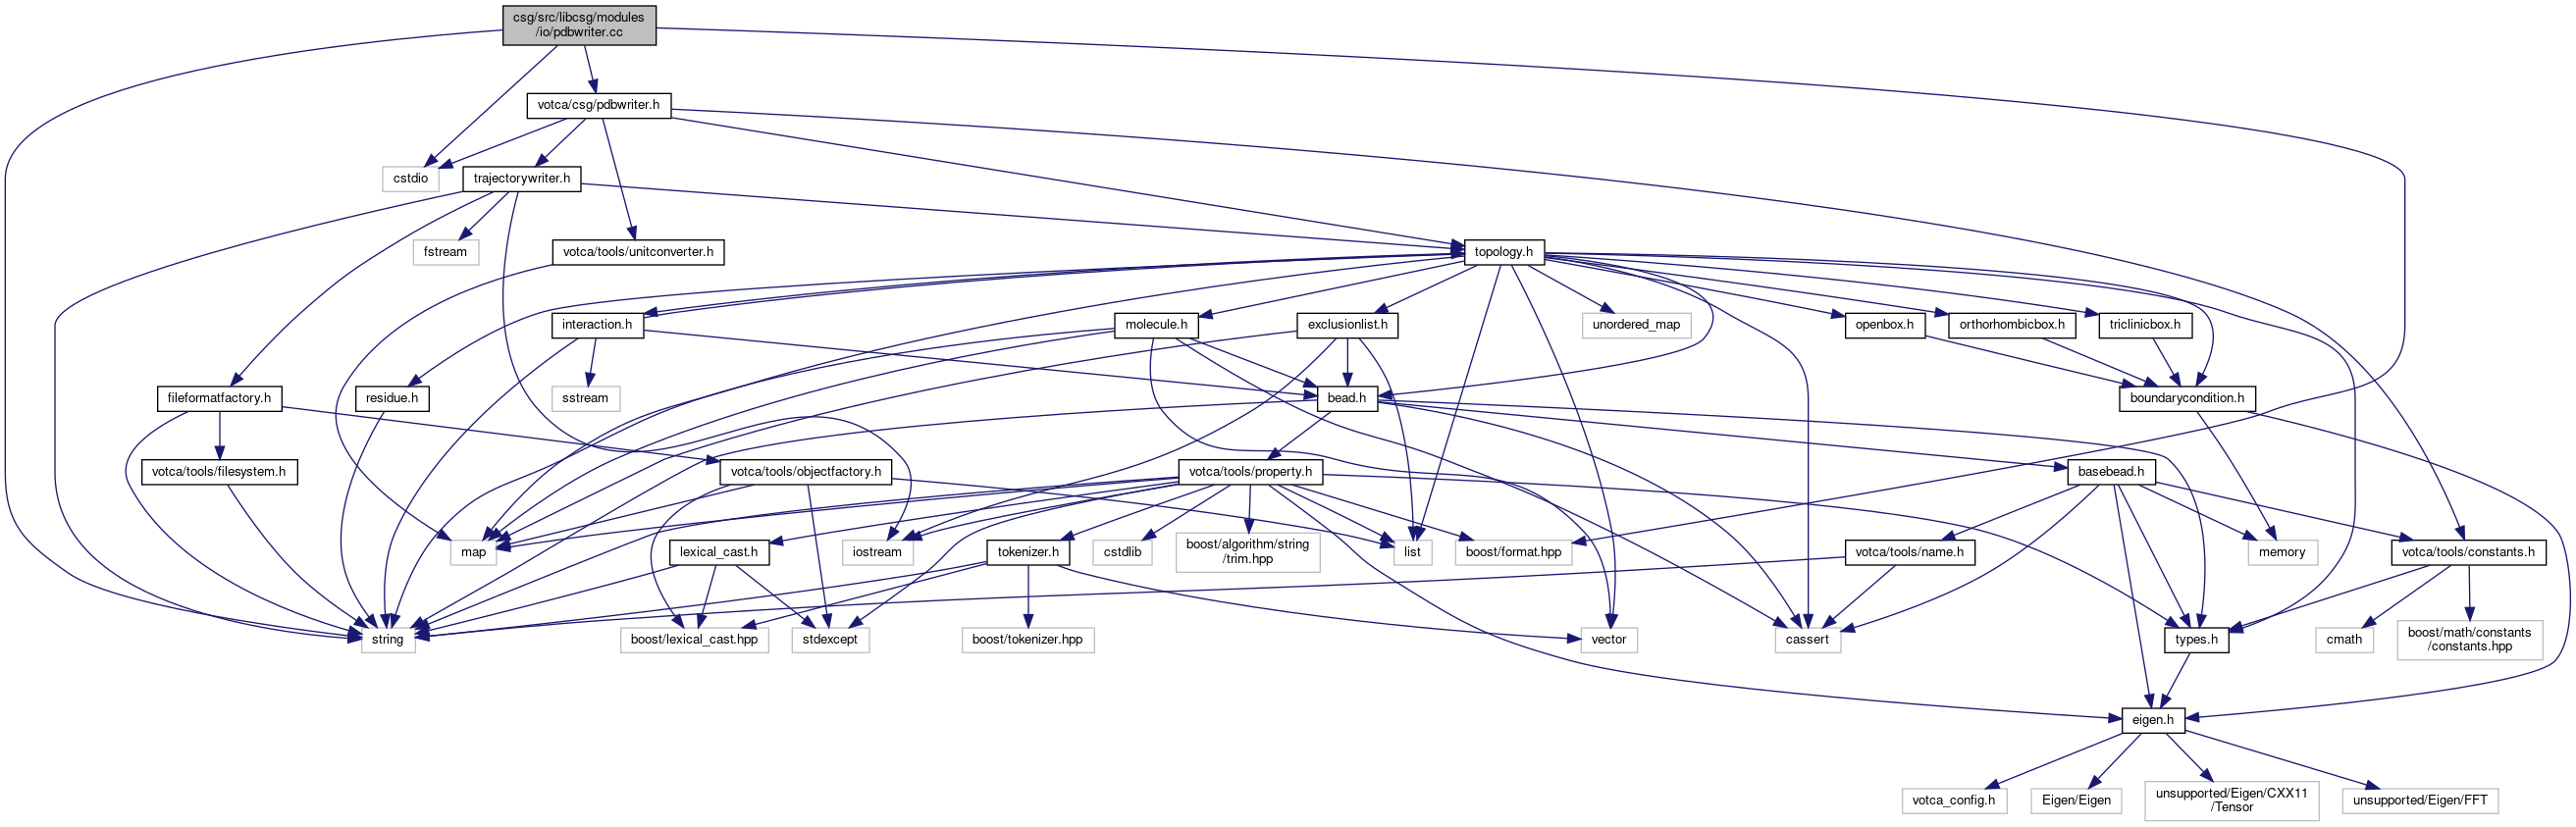 csg/src/libcsg/modules
/io/pdbwriter.cc
votca/csg/pdbwriter.h
cstdio
trajectorywriter.h
fstream
votca/tools/unitconverter.h
topology.h
interaction.h
molecule.h
exclusionlist.h
unordered_map
openbox.h
orthorhombicbox.h
triclinicbox.h
fileformatfactory.h
residue.h
sstream
bead.h
boundarycondition.h
votca/tools/filesystem.h
votca/tools/objectfactory.h
votca/tools/property.h
basebead.h
map
lexical_cast.h
iostream
tokenizer.h
cstdlib
boost/algorithm/string
/trim.hpp
list
boost/format.hpp
votca/tools/name.h
memory
votca/tools/constants.h
string
boost/lexical_cast.hpp
stdexcept
boost/tokenizer.hpp
vector
cassert
types.h
cmath
boost/math/constants
/constants.hpp
eigen.h
votca_config.h
Eigen/Eigen
unsupported/Eigen/CXX11
/Tensor
unsupported/Eigen/FFT